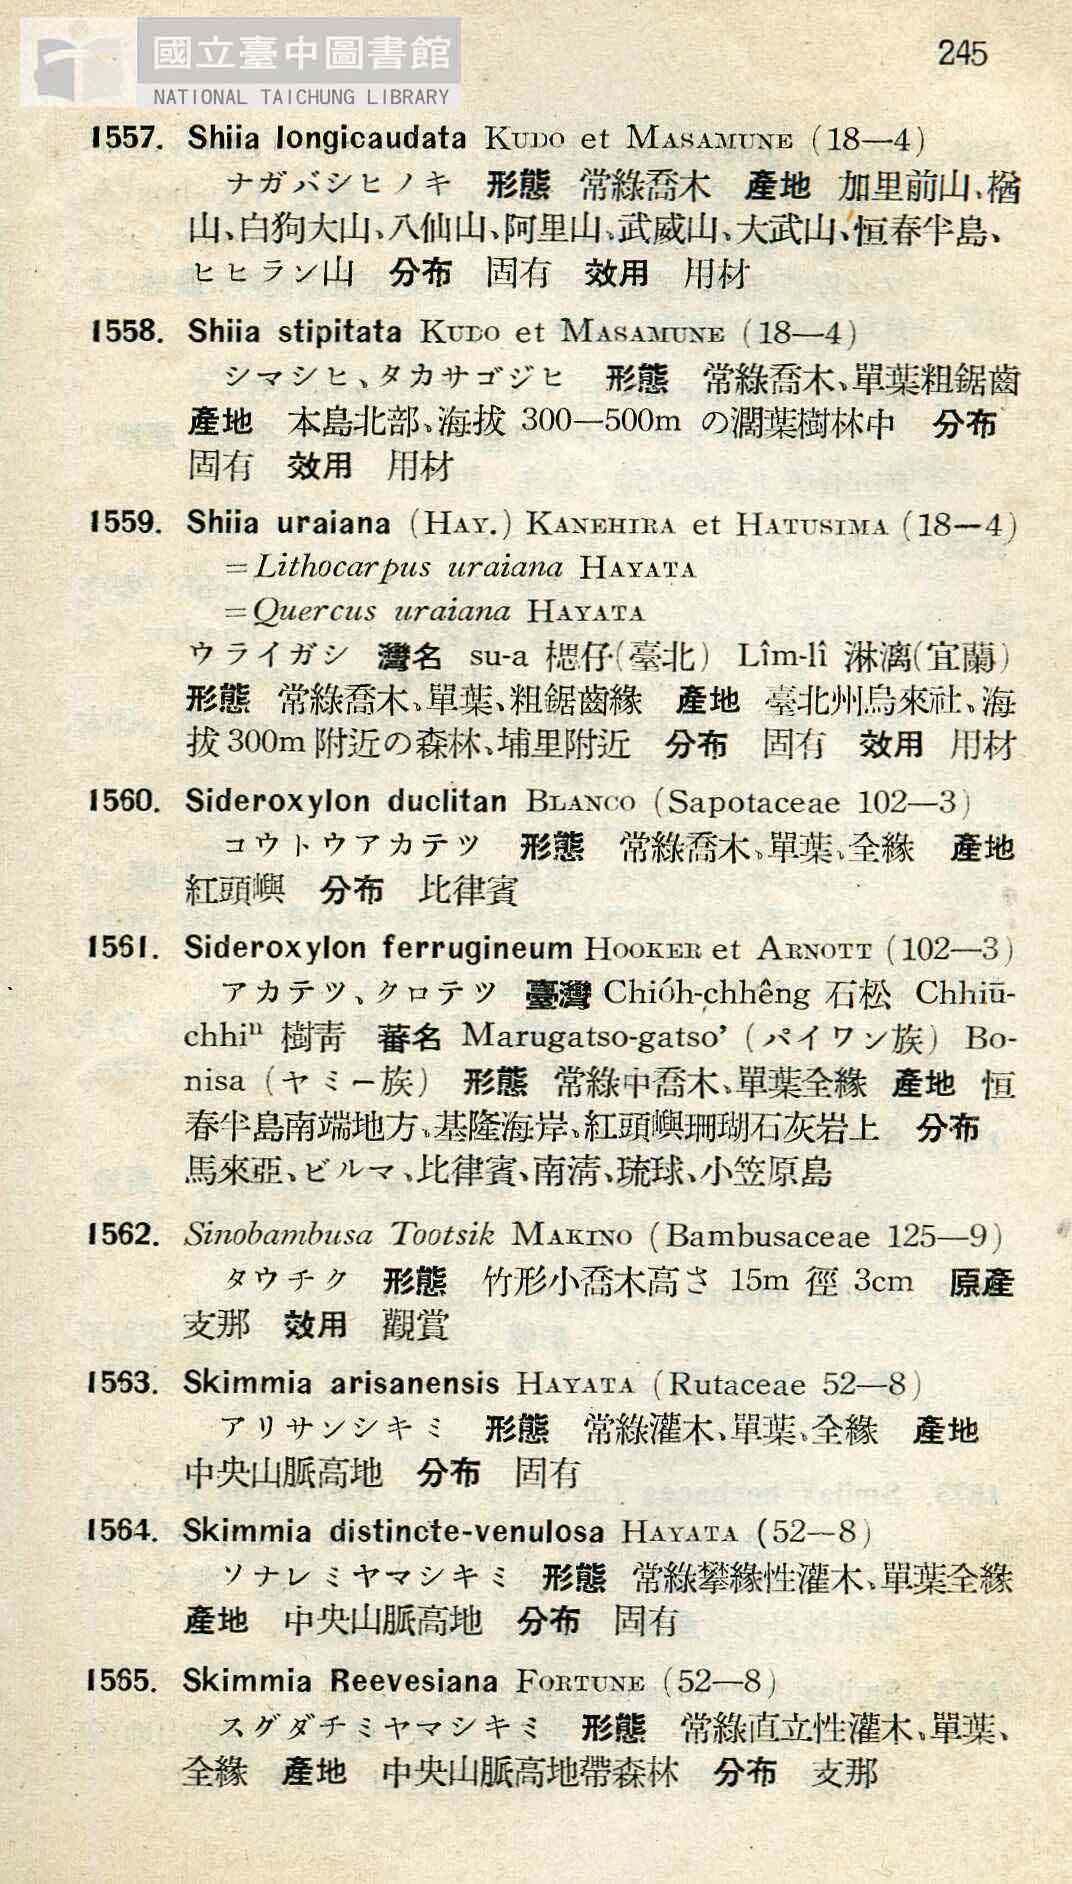 國立臺中圖書館
NATIONAL TAICHUNG LIBRARY
245
1557. Shiia longicaudata KUDO et MASAMUNE (18—4)
ナガバシヒノキ 形態 常綠喬木 產地 加里前山、楢
山、白狗大山、八仙山、阿里山、武威山、大武山、恒春半島、
ヒヒラン山 分布 固有 效用 用材
1558. Shiia stipitata KUDO et MASAMUNE (18—4)
シマシヒ、タカサゴジヒ 形態 常綠喬木、單葉粗鋸齒
產地 本島北部、海拔 300—500m の濶葉樹林中 分布
固有 效用 用材
1559. Shiia uraiana (HAY.) KANEHIRA et HATUSIMA (18—4)
=Lithocarpus uraiana HAYATA
=Quercus uraiana HAYATA
ウライガシ 灣名 su-a 樬仔(臺北) Lîm-lî 淋漓(宜蘭)
形態 常綠喬木、單葉、粗鋸齒緣 產地 臺北州烏來社、海
拔300m附近の森林、埔里附近 分布 固有 效用 用材
1560. Sideroxylon duclitan BLANCO (Sapotaceae 102—3)
コウトウアカテツ 形態 常綠喬木、單葉、全緣 產地
紅頭嶼 分布 比律賓
1561. Sideroxylon ferrugineum HOOKER et ARNOTT (102—3)
アカテツ、クロテツ 臺灣 Chióh-chhêng 石松 Chhiū-
chhiⁿ 樹靑 蕃名 Marugatso-gatso’ (パイワン族) Bo-
nisa (ヤミー族) 形態 常綠中喬木、單葉全緣 產地 恒
春半島南端地方、基隆海岸、紅頭嶼珊瑚石灰岩上 分布
馬來亞、ビルマ、比律賓、南淸、琉球、小笠原島
1562. Sinobambusa Tootsik MAKINO (Bambusaceae 125—9)
タウチク 形態 竹形小喬木高さ 15m 徑 3cm 原產
支那 效用 觀賞
1563. Skimmia arisanensis HAYATA (Rutaceae 52—8)
アリサンシキミ 形態 常綠灌木、單葉、全緣 產地
中央山脈高地 分布 固有
1564. Skimmia distincte-venulosa HAYATA (52—8)
ソナレミヤマシキミ 形態 常綠攀緣性灌木、單葉全緣
產地 中央山脈高地 分布 固有
1565. Skimmia Reevesiana FORTUNE (52—8)
スグダチミヤマシキミ 形態 常綠直立性灌木、單葉、
全緣 產地 中央山脈高地帶森林 分布 支那